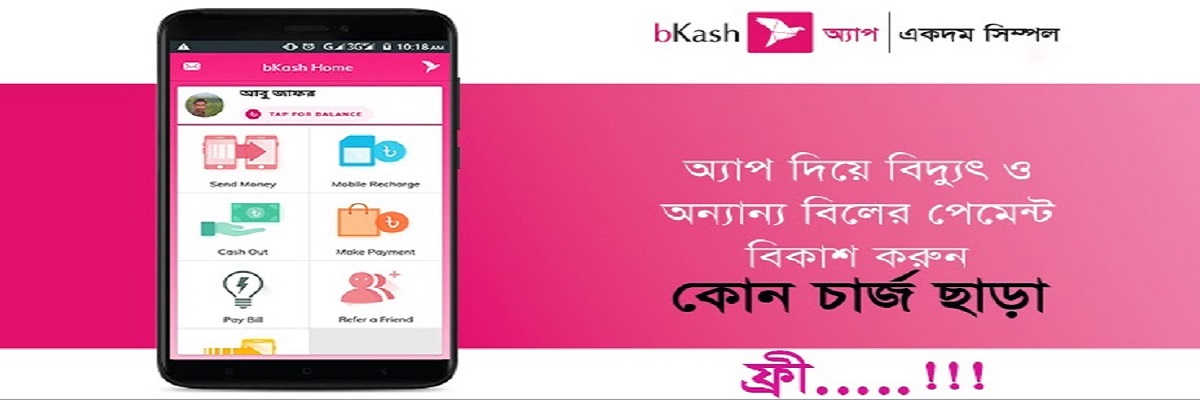 G 3G 10:18 AM
bKash Home
আবু জাফর
TAP FOR BALANCE
Send Money
Mobile Recharge
Cash Out
Make Payment
Pay Bill
Refer a Friend
bKash অ্যাপ | একদম সিম্পল
অ্যাপ দিয়ে বিদ্যুৎ ও
অন্যান্য বিলের পেমেন্ট
বিকাশ করুন
কোন চার্জ ছাড়া
ফ্রী.....!!!